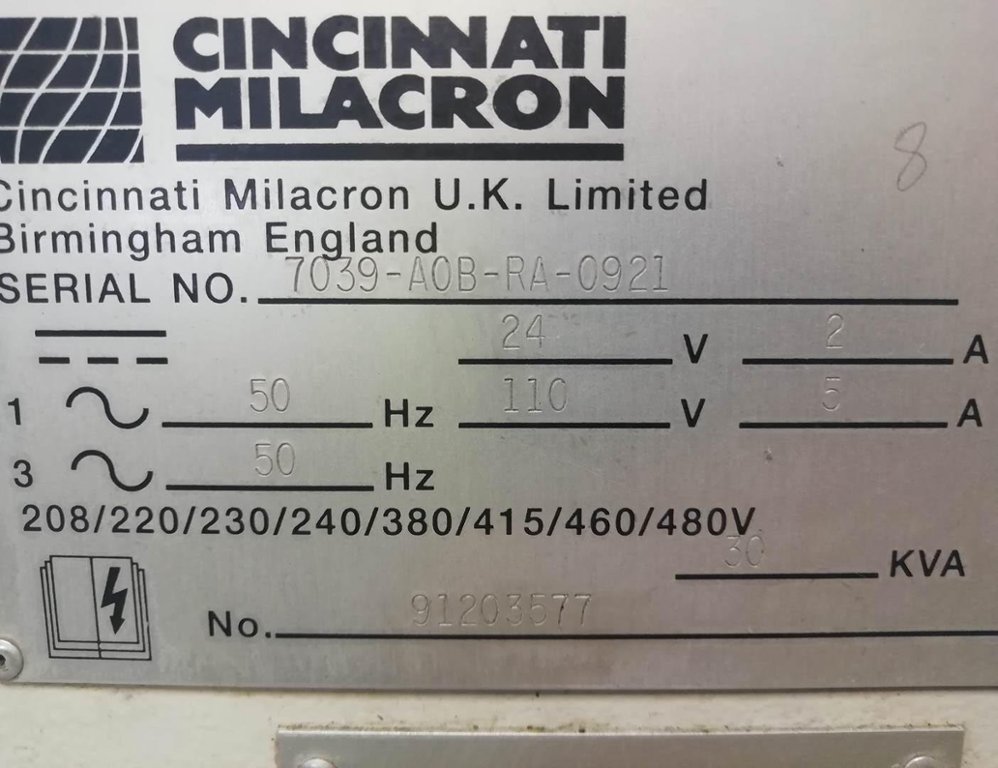 CINCINNATI
MILACRON
Cincinnati Milacron U.K. Limited
8
Birmingham England
SERIAL NO. 7039-A0B-RA-0921
24 V 2 A
1 50 Hz 110 V 5 A
3 50 Hz
208/220/230/240/380/415/460/480V
30 KVA
No. 91203577